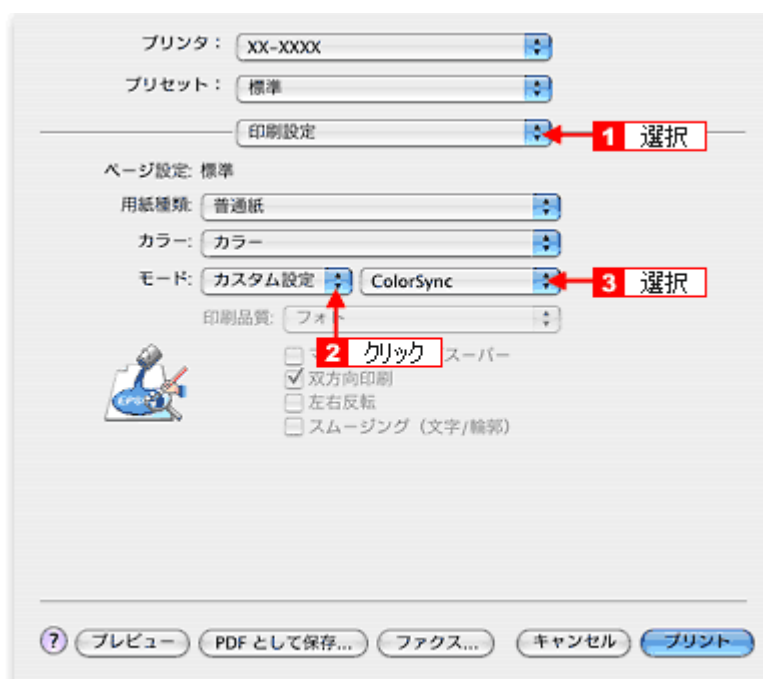 プリンタ： XX-XXXX
プリセット： 標準
印刷設定
1 選択
ページ設定: 標準
用紙種類: 普通紙
カラー: カラー
モード: カスタム設定 ColorSync
3 選択
印刷品質:
2 クリック
スーパー
双方向印刷
左右反転
スムージング（文字/輪郭）
? プレビュー PDF として保存... ファクス... キャンセル プリント